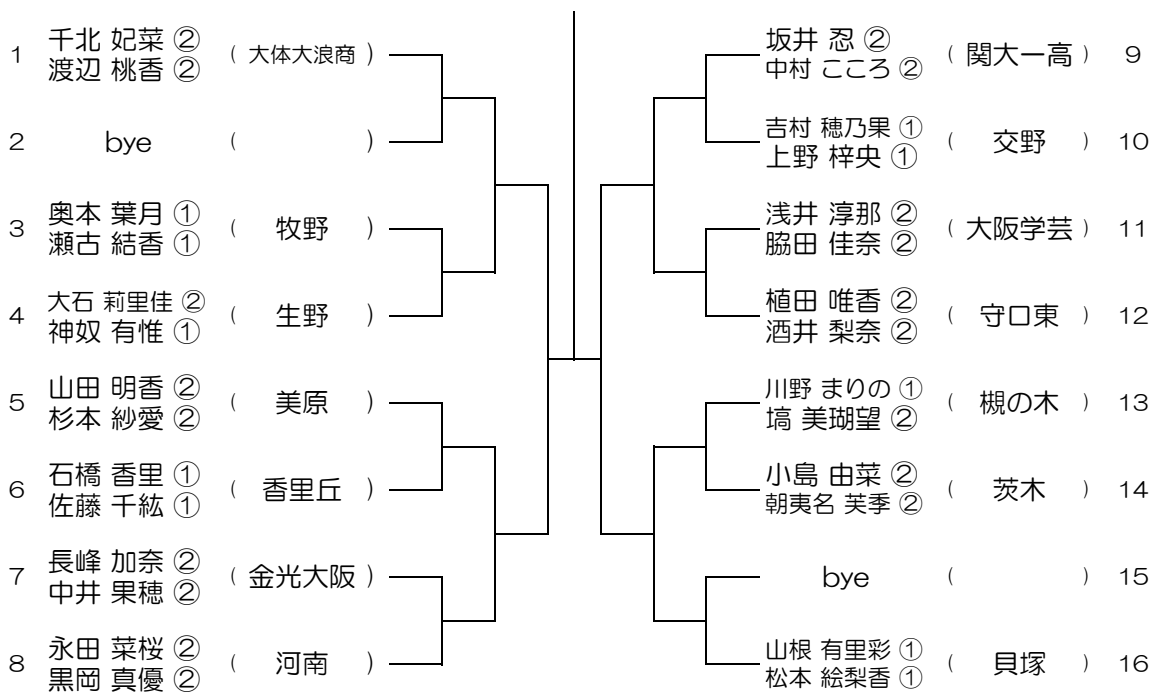 1 千北 妃菜 ② 渡辺 桃香 ② ( 大体大浪商 )
2 bye ( )
3 奥本 葉月 ① 瀬古 結香 ① ( 牧野 )
4 大石 莉里佳 ② 神奴 有惟 ① ( 生野 )
5 山田 明香 ② 杉本 紗愛 ② ( 美原 )
6 石橋 香里 ① 佐藤 千紘 ① ( 香里丘 )
7 長峰 加奈 ② 中井 果穂 ② ( 金光大阪 )
8 永田 菜桜 ② 黒岡 真優 ② ( 河南 )
坂井 忍 ② 中村 こころ ② ( 関大一高 ) 9
吉村 穂乃果 ① 上野 梓央 ① ( 交野 ) 10
浅井 淳那 ② 脇田 佳奈 ② ( 大阪学芸 ) 11
植田 唯香 ② 酒井 梨奈 ② ( 守口東 ) 12
川野 まりの ① 塙 美瑚望 ② ( 槻の木 ) 13
小島 由菜 ② 朝夷名 芙季 ② ( 茨木 ) 14
bye ( ) 15
山根 有里彩 ① 松本 絵梨香 ① ( 貝塚 ) 16